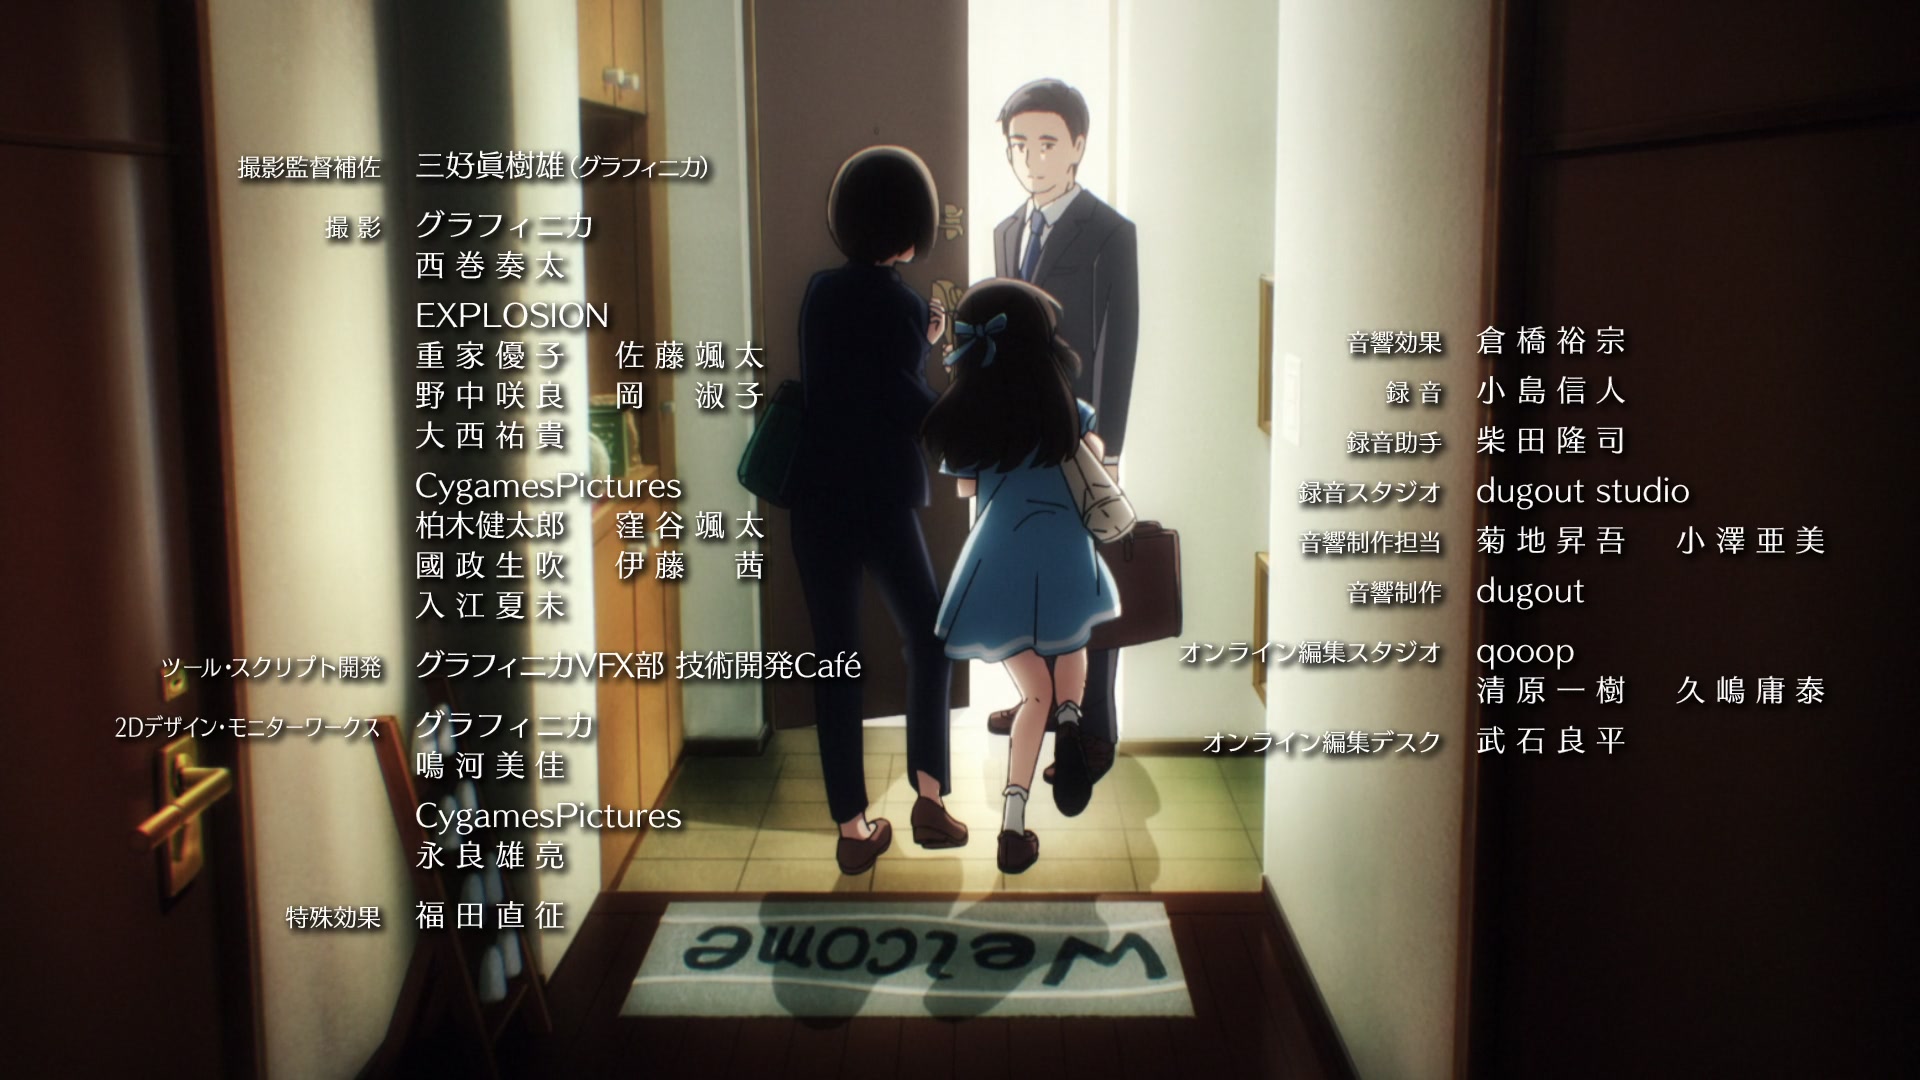 撮影監督補佐 三好眞樹雄（グラフィニカ）
撮影 グラフィニカ
西巻奏太
EXPLOSION
重家優子 佐藤颯太
野中咲良 岡 淑子
大西祐貴
CygamesPictures
柏木健太郎 窪谷颯太
國政生吹 伊藤 茜
入江夏未
ツール・スクリプト開発 グラフィニカVFX部 技術開発Café
2Dデザイン・モニターワークス グラフィニカ
鳴河美佳
CygamesPictures
永良雄亮
特殊効果 福田直征
音響効果 倉橋裕宗
録音 小島信人
録音助手 柴田隆司
録音スタジオ dugout studio
音響制作担当 菊地昇吾 小澤亜美
音響制作 dugout
オンライン編集スタジオ qooop
清原一樹 久嶋庸泰
オンライン編集デスク 武石良平
Welcome